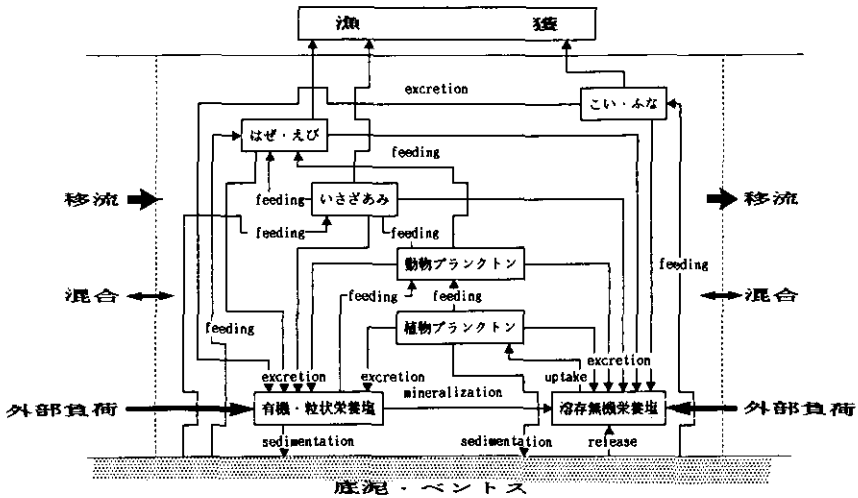 漁獲
excretion
こい・ふな
はぜ・えび
feeding
移流
feeding
いさざあみ
移流
feeding
feeding
動物プランクトン
feeding
混合
feeding
feeding
混合
feeding
植物プランクトン
excretion
excretion
excretion
uptake
mineralization
外部負荷
有機・粒状栄養塩
溶存無機栄養塩
外部負荷
sedimentation
sedimentation
release
底泥・ベントス